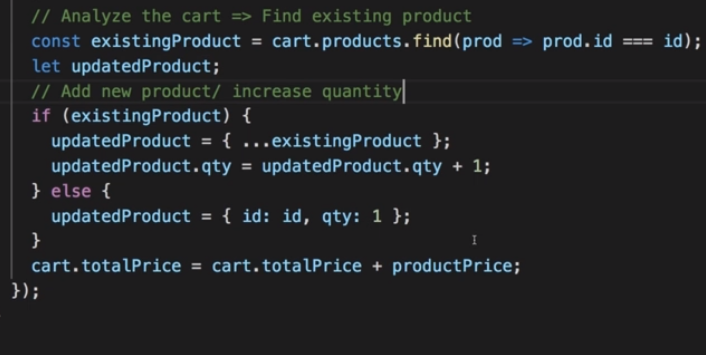 // Analyze the cart => Find existing product
const existingProduct = cart.products.find(prod => prod.id === id);
let updatedProduct;
// Add new product/ increase quantity
if (existingProduct) {
updatedProduct = { ...existingProduct };
updatedProduct.qty = updatedProduct.qty + 1;
} else {
updatedProduct = { id: id, qty: 1 };
}
cart.totalPrice = cart.totalPrice + productPrice;
});